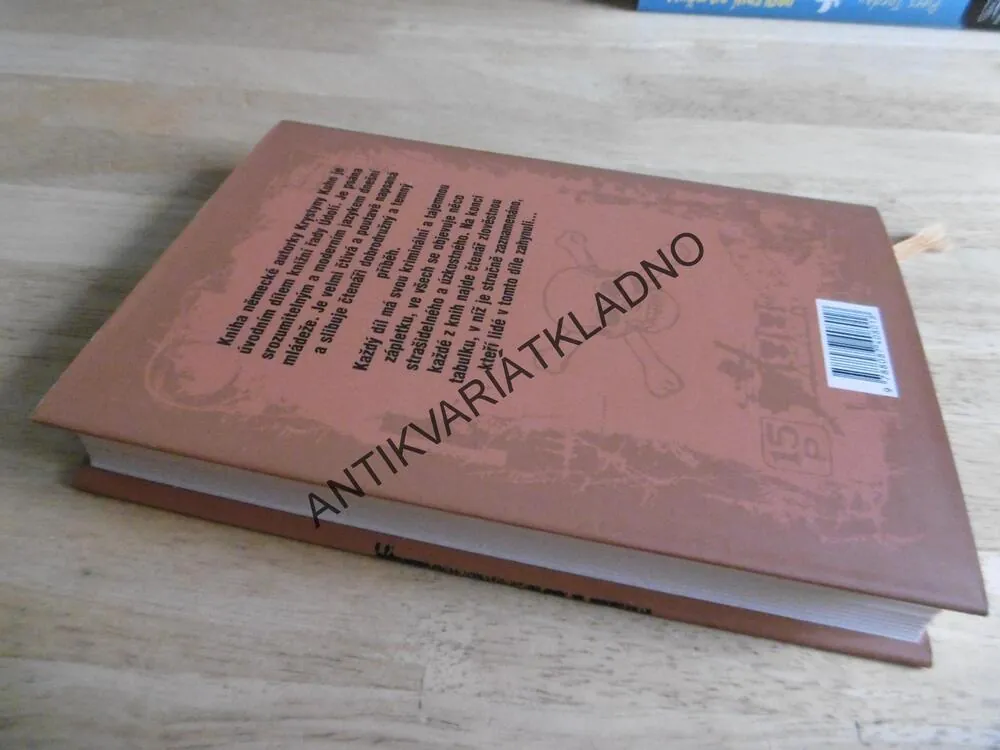 Kniha německé autorky Krystyny Kuhn je
úvodním dílem knižní řady Údolí. Je psána
srozumitelným a moderním jazykem dnešní
mládeže. Je velmi čtivá a poutavě napsaná
a slibuje čtenáři dobrodružný a temný
příběh.
Každý díl má svou kriminální a tajemnou
zápletku, ve všech se objevuje něco
strašidelného a úzkostného. Na konci
každé z knih najde čtenář zlověstnou
tabulku, v níž je stručně zaznamenáno,
kteří lidé v tomto díle zahynuli...
ANTIKVARIÁTKLADNO
15